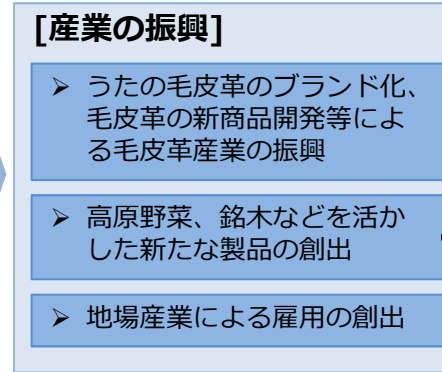 [産業の振興]
➢ うたの毛皮革のブランド化、
毛皮革の新商品開発等によ
る毛皮革産業の振興
➢ 高原野菜、銘木などを活か
した新たな製品の創出
➢ 地場産業による雇用の創出